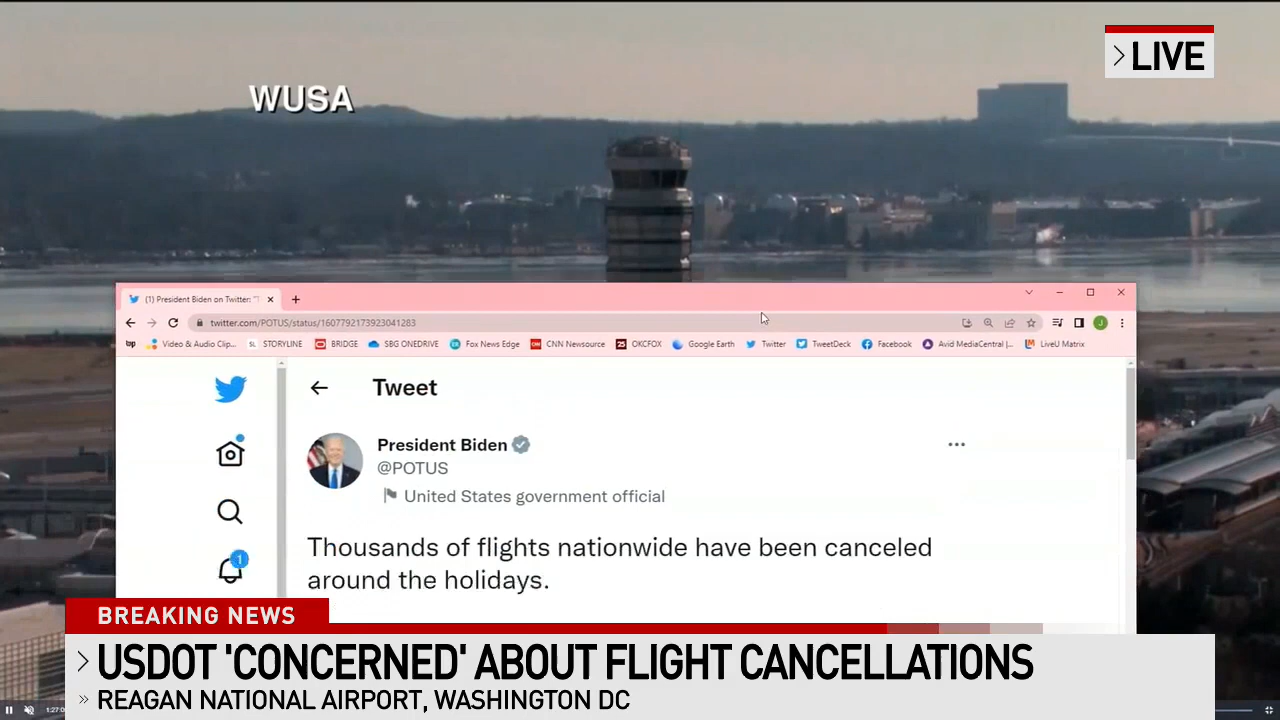 LIVE
WUSA
(1) President Biden on Twitter: "T
twitter.com/POTUS/status/1607792173923041283
Video & Audio Clip... STORYLINE BRIDGE SBG ONEDRIVE Fox News Edge CNN Newsource OKCFOX Google Earth Twitter TweetDeck Facebook Avid MediaCentral |... LiveU Matrix
Tweet
President Biden
@POTUS
United States government official
Thousands of flights nationwide have been canceled
around the holidays.
1
BREAKING NEWS
USDOT 'CONCERNED' ABOUT FLIGHT CANCELLATIONS
REAGAN NATIONAL AIRPORT, WASHINGTON DC